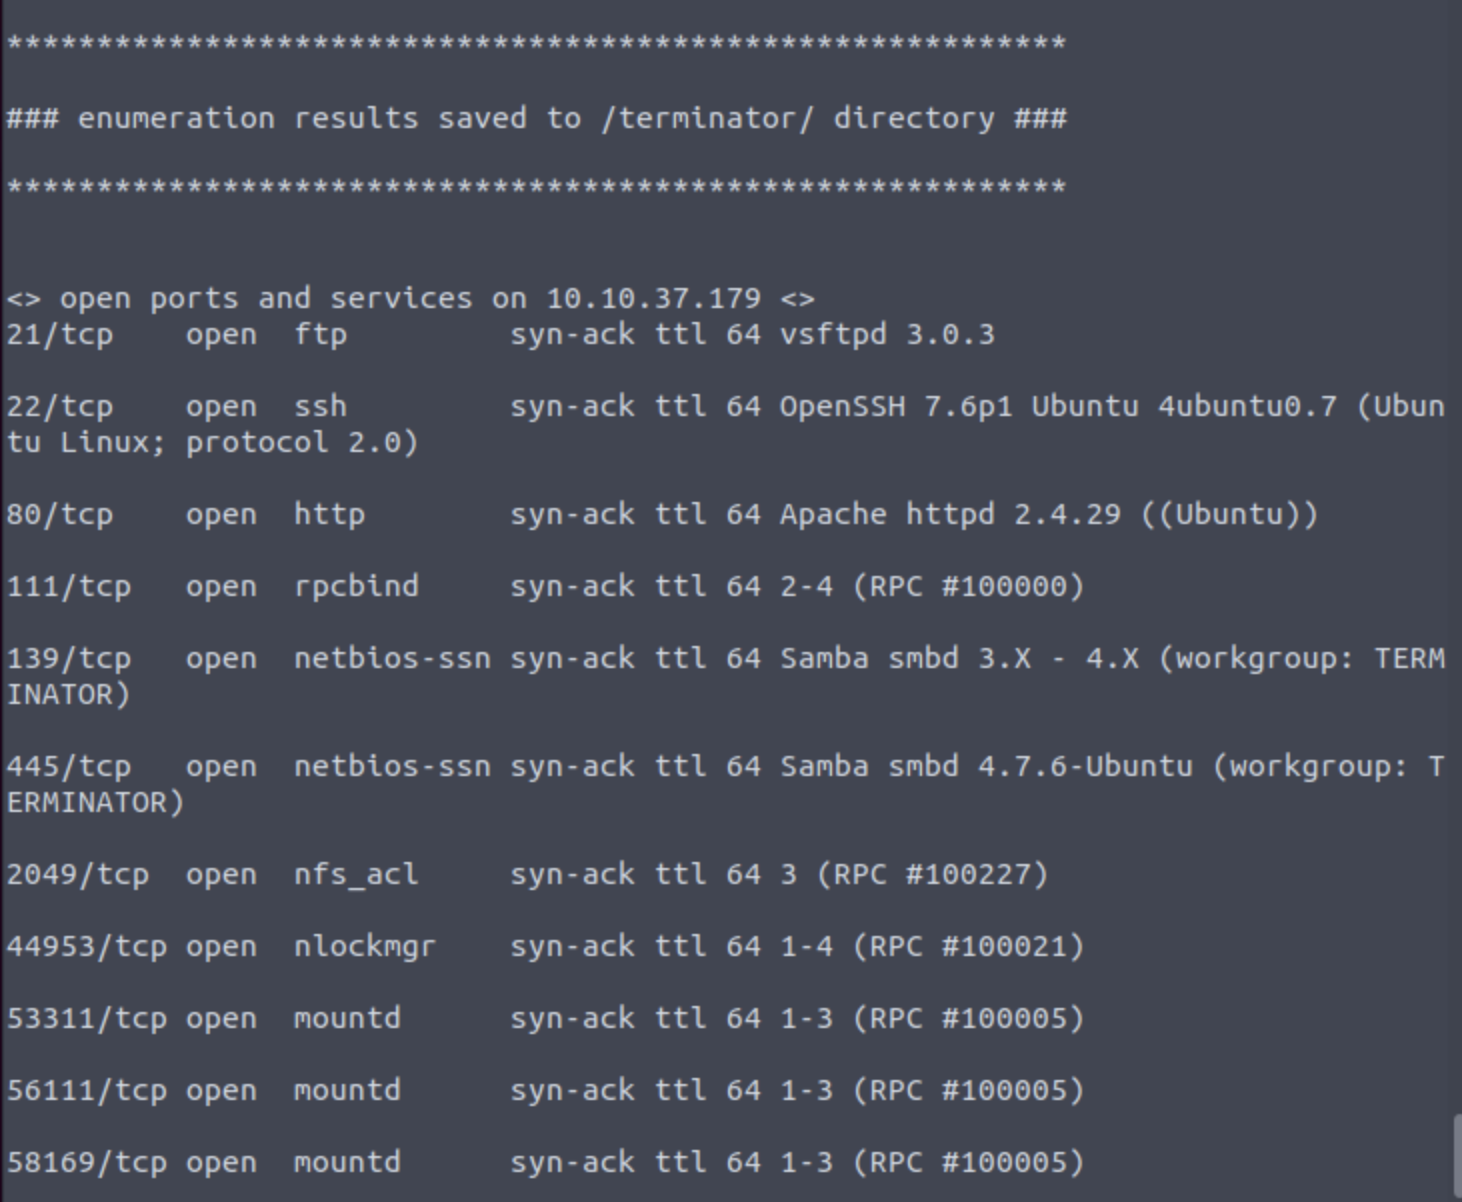 ***********************************************************
### enumeration results saved to /terminator/ directory ###
***********************************************************
<> open ports and services on 10.10.37.179 <>
21/tcp    open  ftp         syn-ack ttl 64 vsftpd 3.0.3
22/tcp    open  ssh         syn-ack ttl 64 OpenSSH 7.6p1 Ubuntu 4ubuntu0.7 (Ubun
tu Linux; protocol 2.0)
80/tcp    open  http        syn-ack ttl 64 Apache httpd 2.4.29 ((Ubuntu))
111/tcp   open  rpcbind     syn-ack ttl 64 2-4 (RPC #100000)
139/tcp   open  netbios-ssn syn-ack ttl 64 Samba smbd 3.X - 4.X (workgroup: TERM
INATOR)
445/tcp   open  netbios-ssn syn-ack ttl 64 Samba smbd 4.7.6-Ubuntu (workgroup: T
ERMINATOR)
2049/tcp  open  nfs_acl     syn-ack ttl 64 3 (RPC #100227)
44953/tcp open  nlockmgr    syn-ack ttl 64 1-4 (RPC #100021)
53311/tcp open  mountd      syn-ack ttl 64 1-3 (RPC #100005)
56111/tcp open  mountd      syn-ack ttl 64 1-3 (RPC #100005)
58169/tcp open  mountd      syn-ack ttl 64 1-3 (RPC #100005)